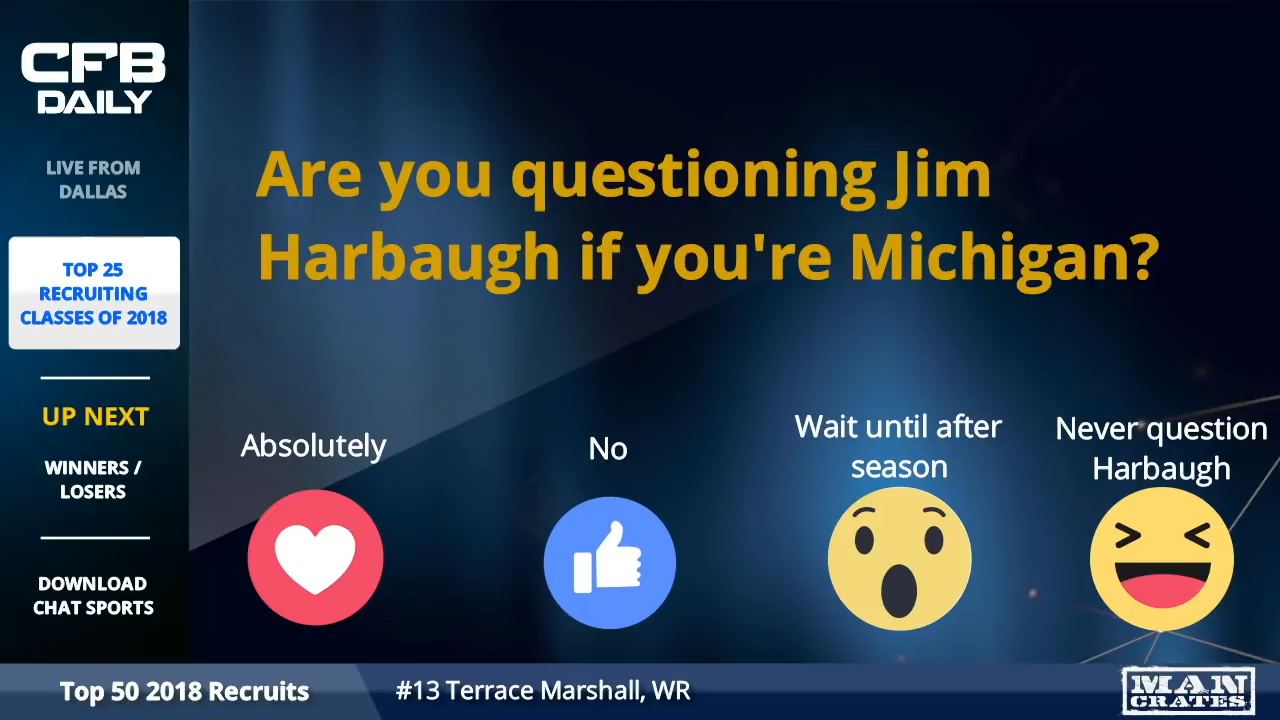 CFB
DAILY
LIVE FROM
DALLAS
TOP 25
RECRUITING
CLASSES OF 2018
UP NEXT
WINNERS /
LOSERS
DOWNLOAD
CHAT SPORTS
Are you questioning Jim
Harbaugh if you're Michigan?
Absolutely
No
Wait until after
season
Never question
Harbaugh
Top 50 2018 Recruits
#13 Terrace Marshall, WR
MAN
CRATES